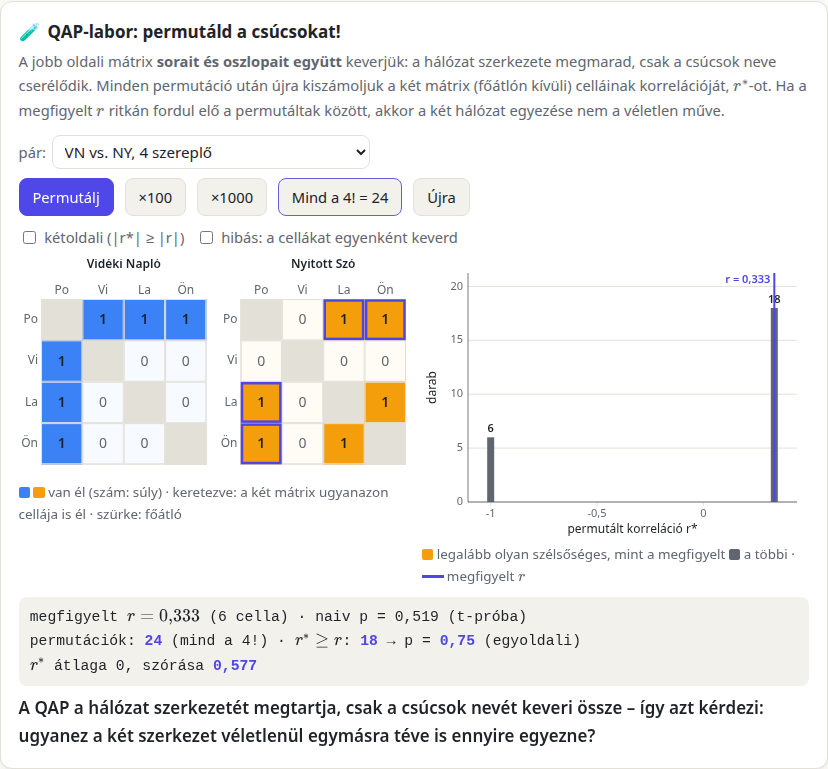 🧪 QAP-labor: permutáld a csúcsokat!
A jobb oldali mátrix sorait és oszlopait együtt keverjük: a hálózat szerkezete megmarad, csak a csúcsok neve
cserélődik. Minden permutáció után újra kiszámoljuk a két mátrix (főátlón kívüli) celláinak korrelációját, r*-ot. Ha a
megfigyelt r ritkán fordul elő a permutáltak között, akkor a két hálózat egyezése nem a véletlen műve.
pár: VN vs. NY, 4 szereplő
Permutálj ×100 ×1000 Mind a 4! = 24 Újra
kétoldali (|r*| ≥ |r|) hibás: a cellákat egyenként keverd
Vidéki Napló
Po Vi La Ön
Po 1 1 1
Vi 1 0 0
La 1 0 0
Ön 1 0 0
Nyitott Szó
Po Vi La Ön
Po 0 1 1
Vi 0 0 0
La 1 0 1
Ön 1 0 1
van él (szám: súly) · keretezve: a két mátrix ugyanazon
cellája is él · szürke: főátló
r = 0,333
18
6
20
15
10
5
0
darab
-1 -0,5 0
permutált korreláció r*
legalább olyan szélsőséges, mint a megfigyelt a többi ·
megfigyelt r
megfigyelt r = 0,333 (6 cella) · naiv p = 0,519 (t-próba)
permutációk: 24 (mind a 4!) · r* ≥ r: 18 → p = 0,75 (egyoldali)
r* átlaga 0, szórása 0,577
A QAP a hálózat szerkezetét megtartja, csak a csúcsok nevét keveri össze – így azt kérdezi:
ugyanez a két szerkezet véletlenül egymásra téve is ennyire egyezne?